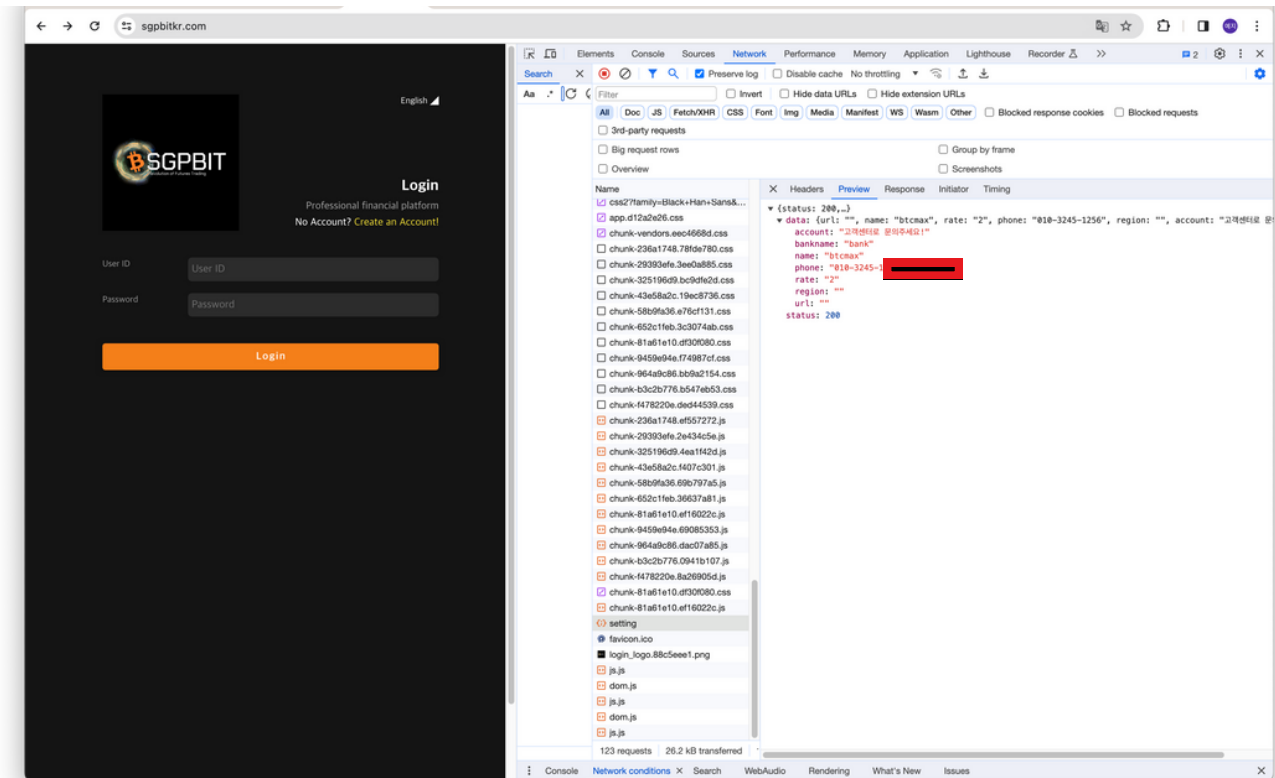 sgpbitkr.com
English
SGPBIT
Login
Professional financial platform
No Account? Create an Account!
User ID
User ID
Password
Password
Login
Elements Console Sources Network Performance Memory Application Lighthouse Recorder >> 2
Search Preserve log Disable cache No throttling
Aa .* Filter Invert Hide data URLs Hide extension URLs
All Doc JS Fetch/XHR CSS Font Img Media Manifest WS Wasm Other Blocked response cookies Blocked requests
3rd-party requests
Big request rows Group by frame
Overview Screenshots
Name
css2?family=Black+Han+Sans&...
app.d12a2e26.css
chunk-vendors.eec4668d.css
chunk-236a1748.78fde780.css
chunk-29393efe.3ee0a885.css
chunk-325196d9.bc9dfe2d.css
chunk-43e58a2c.19ec8736.css
chunk-58b9fa36.e76cf131.css
chunk-652c1feb.3c3074ab.css
chunk-81a61e10.df30f080.css
chunk-9459e94e.f74987cf.css
chunk-964a9c86.bb9a2154.css
chunk-b3c2b776.b547eb53.css
chunk-f478220e.ded44539.css
chunk-236a1748.ef557272.js
chunk-29393efe.2e434c5e.js
chunk-325196d9.4ea1f42d.js
chunk-43e58a2c.f407c301.js
chunk-58b9fa36.69b797a5.js
chunk-652c1feb.36637a81.js
chunk-81a61e10.ef16022c.js
chunk-9459e94e.69085353.js
chunk-964a9c86.dac07a85.js
chunk-b3c2b776.0941b107.js
chunk-f478220e.8a26905d.js
chunk-81a61e10.df30f080.css
chunk-81a61e10.ef16022c.js
setting
favicon.ico
login_logo.88c5eee1.png
js.js
dom.js
js.js
dom.js
js.js
123 requests 26.2 kB transferred
Headers Preview Response Initiator Timing
{status: 200,…}
data: {url: "", name: "btcmax", rate: "2", phone: "010-3245-1256", region: "", account: "고객센터로 문
account: "고객센터로 문의주세요!"
bankname: "bank"
name: "btcmax"
phone: "010-3245-1
rate: "2"
region: ""
url: ""
status: 200
Console Network conditions Search WebAudio Rendering What's New Issues